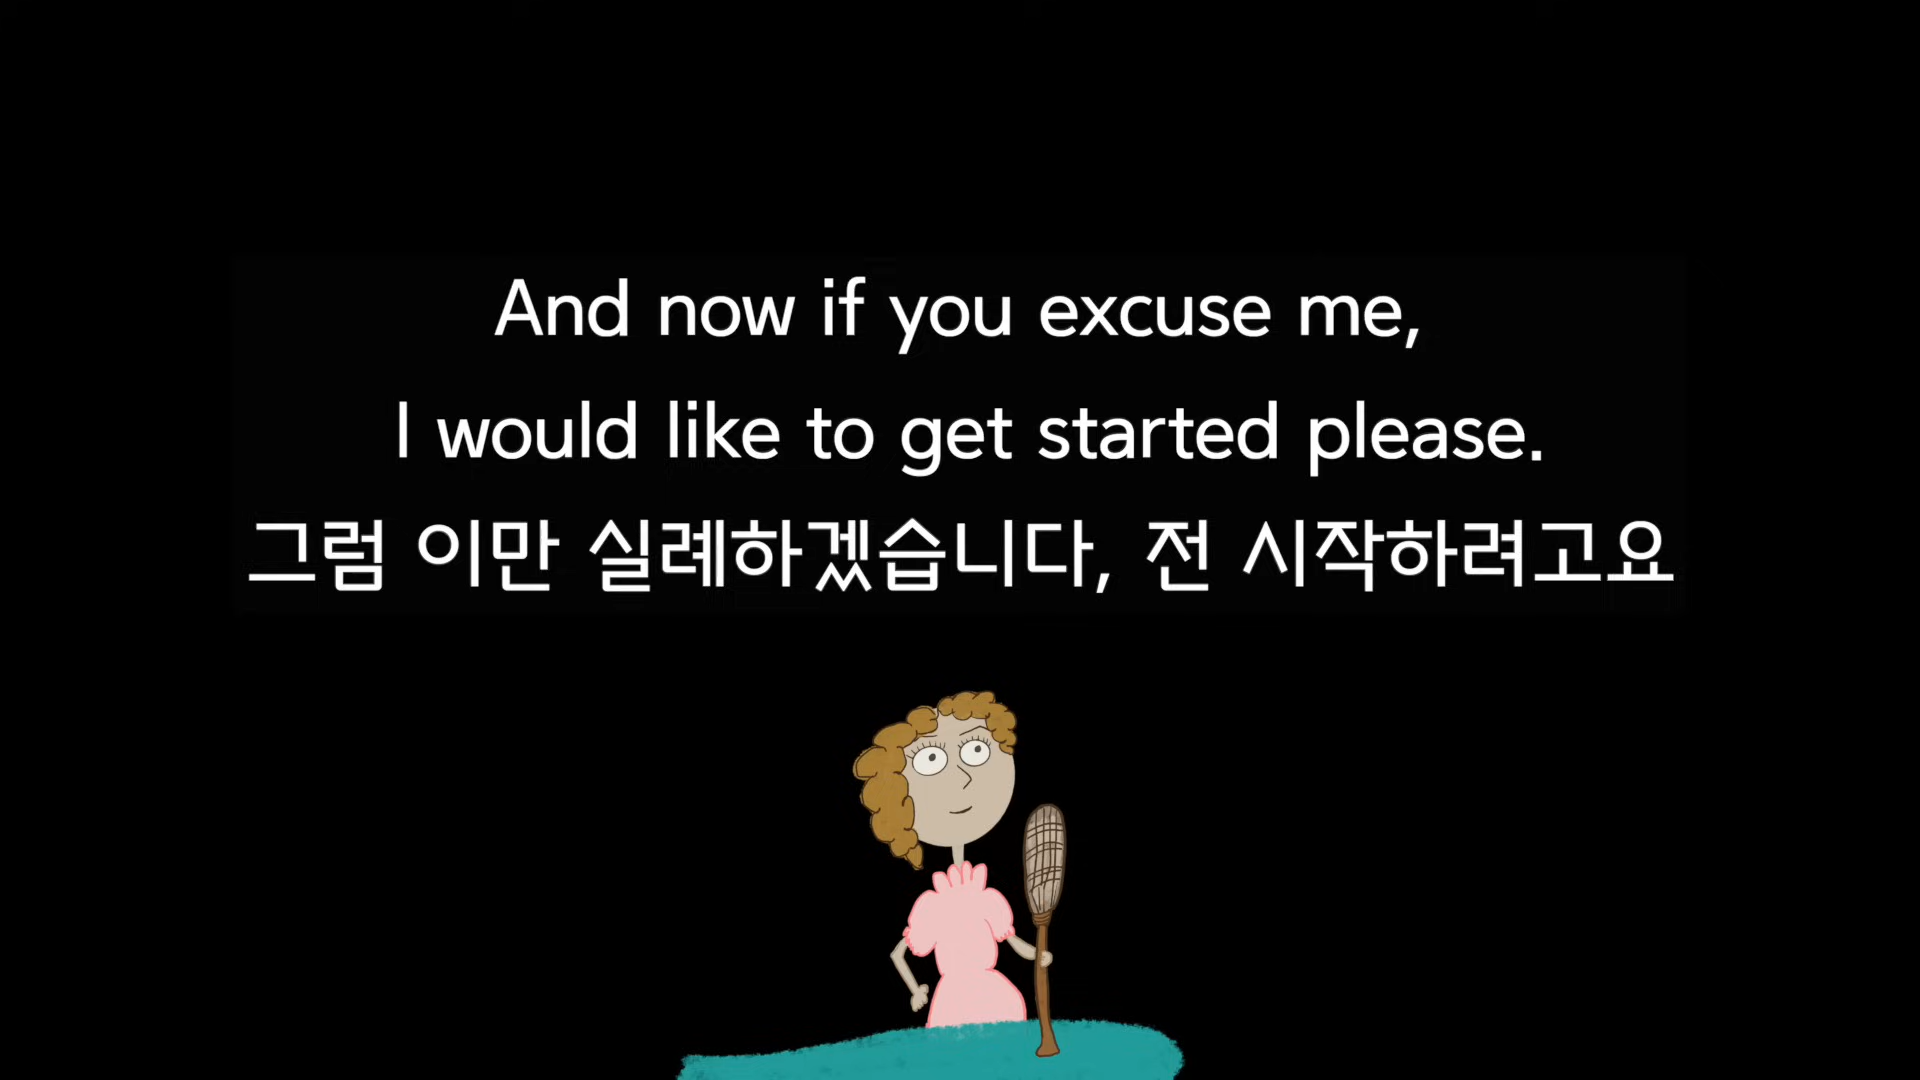 And now if you excuse me,
I would like to get started please.
그럼 이만 실례하겠습니다, 전 시작하려고요